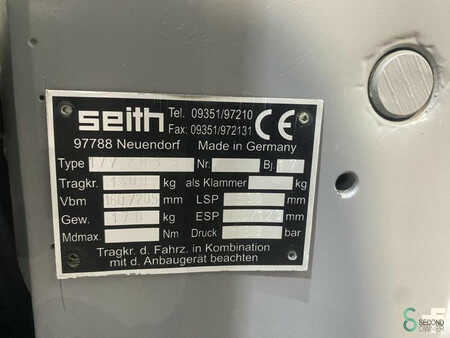 seith Tel. 09351/97210
Fax: 09351/972131 CE
97788 Neuendorf Made in Germany
Type Nr. Bj.
Tragkr. kg als Klammer kg
Vbm mm LSP mm
Gew. kg ESP mm
Mdmax. Nm Druck bar
Tragkr. d. Fahrz. in Kombination
mit d. Anbaugerät beachten
SECOND